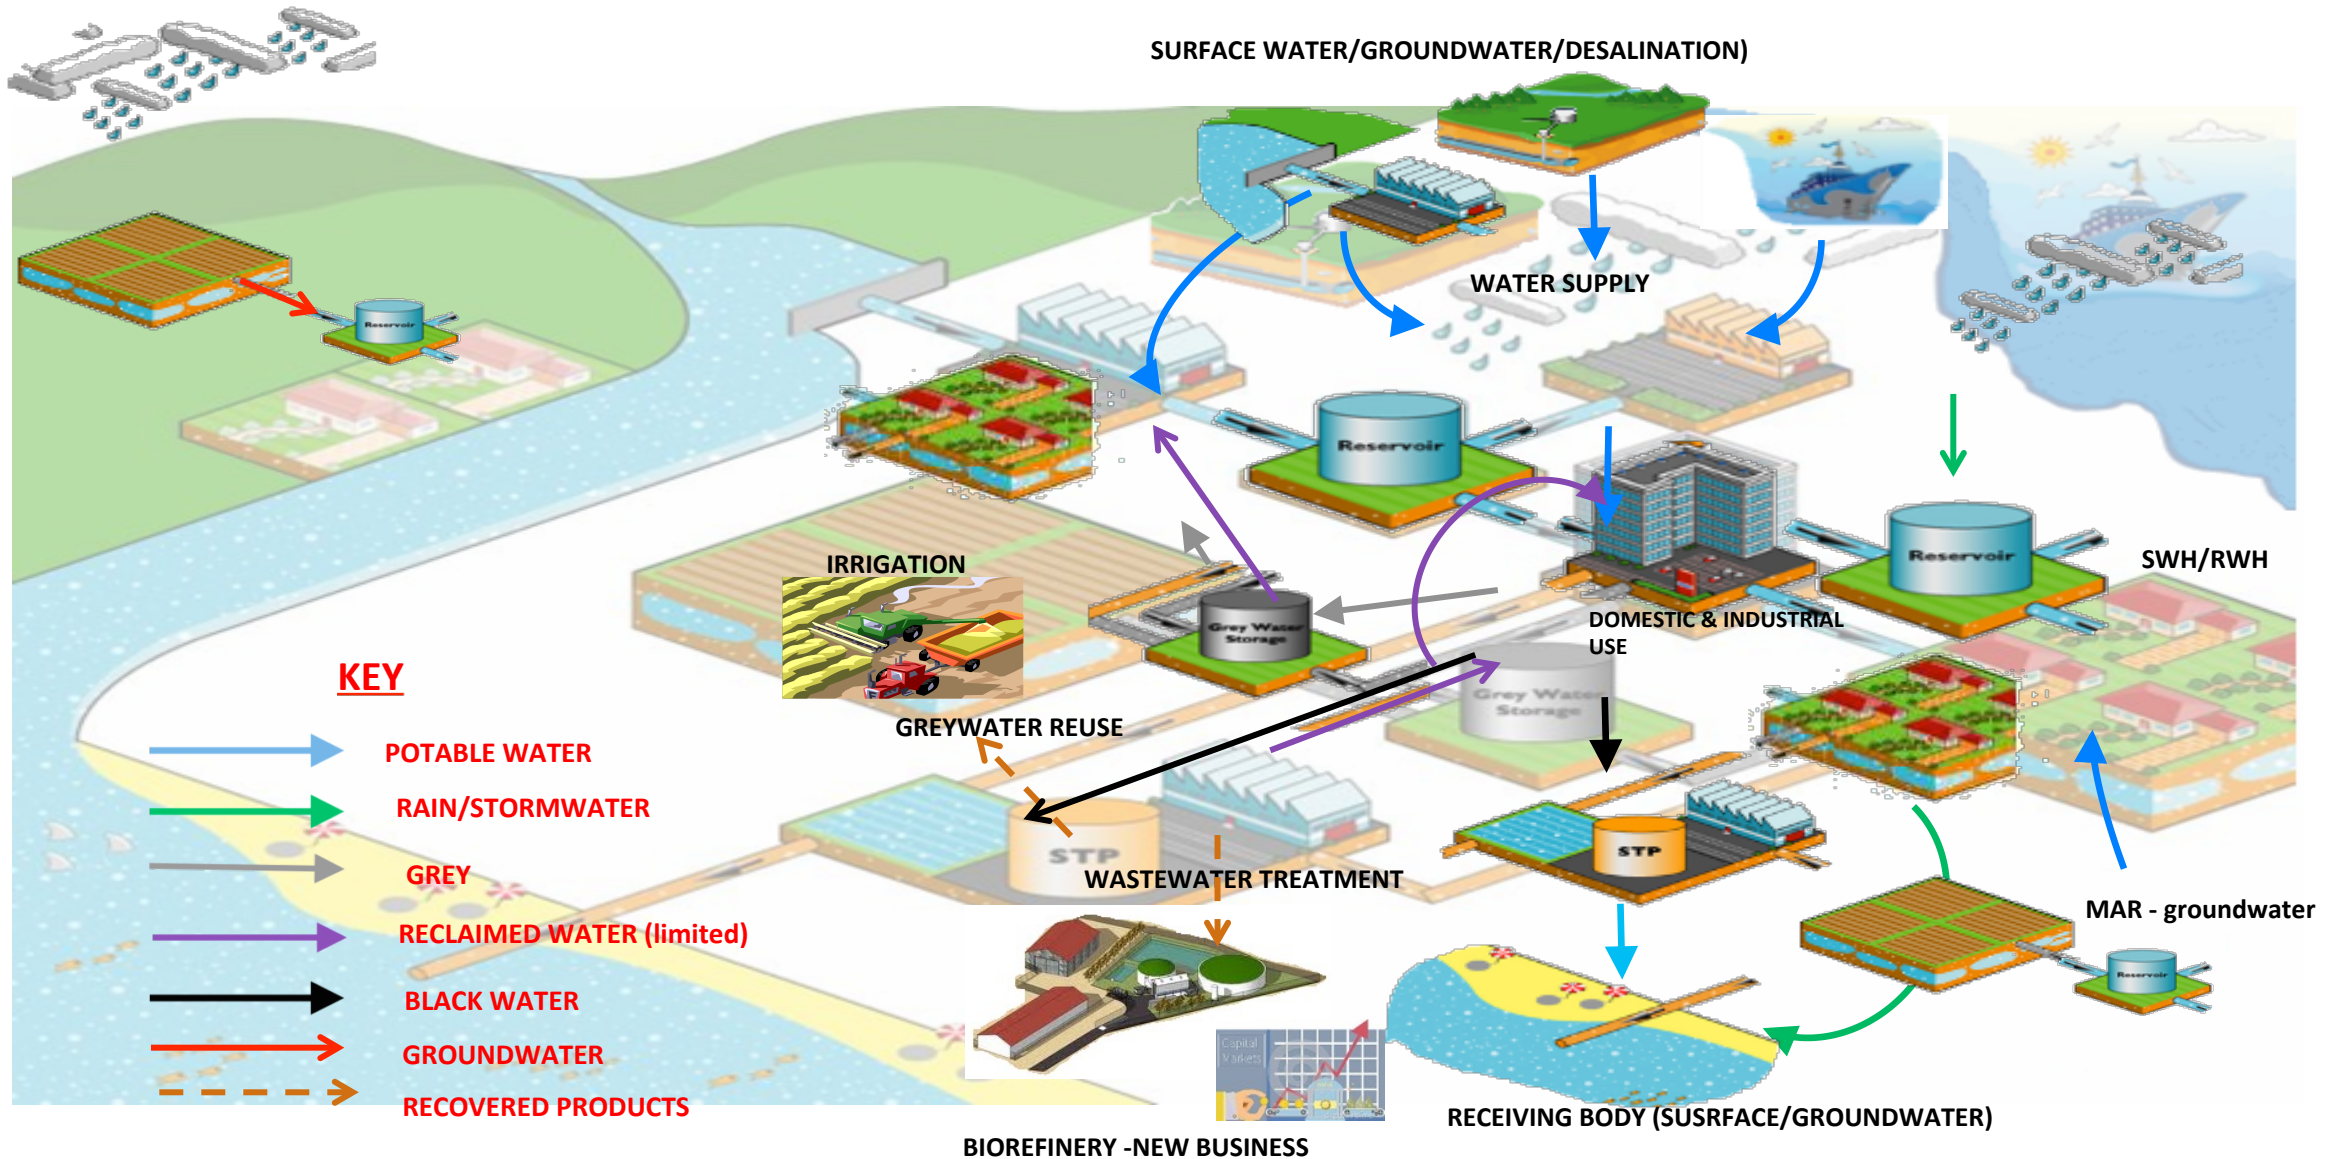 SURFACE WATER/GROUNDWATER/DESALINATION)
WATER SUPPLY
Reservoir
Reservoir
Reservoir
SWH/RWH
IRRIGATION
Grey Water
Storage
DOMESTIC & INDUSTRIAL
USE
Grey Water
Storage
KEY
GREYWATER REUSE
POTABLE WATER
RAIN/STORMWATER
STP
STP
GREY
WASTEWATER TREATMENT
MAR - groundwater
RECLAIMED WATER (limited)
Reservoir
BLACK WATER
GROUNDWATER
Capital
Markets
RECOVERED PRODUCTS
RECEIVING BODY (SUSRFACE/GROUNDWATER)
BIOREFINERY -NEW BUSINESS